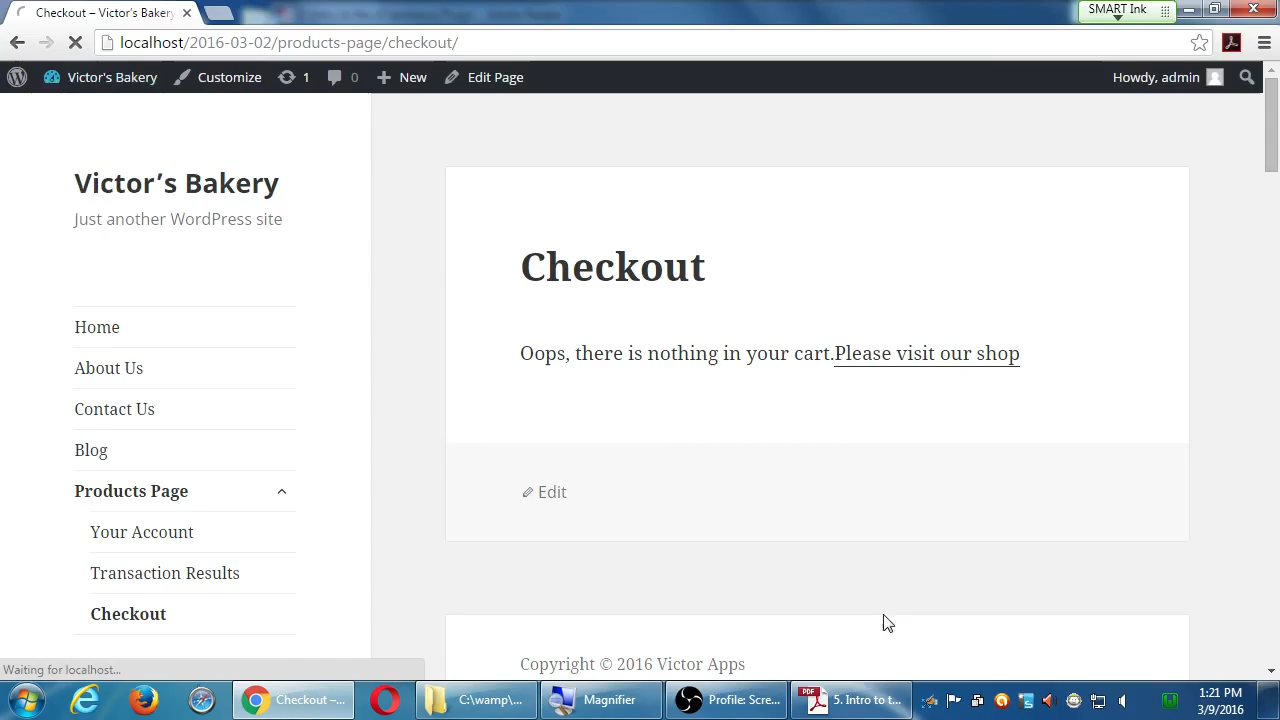 Checkout – Victor's Bakery
SMART Ink
localhost/2016-03-02/products-page/checkout/
Victor's Bakery
Customize
1
0
New
Edit Page
Howdy, admin
Victor's Bakery
Just another WordPress site
Home
About Us
Contact Us
Blog
Products Page
Your Account
Transaction Results
Checkout
Checkout
Oops, there is nothing in your cart.Please visit our shop
Edit
Copyright © 2016 Victor Apps
Waiting for localhost...
Checkout –...
C:\wamp\...
Magnifier
Profile: Scre...
5. Intro to t...
1:21 PM
3/9/2016